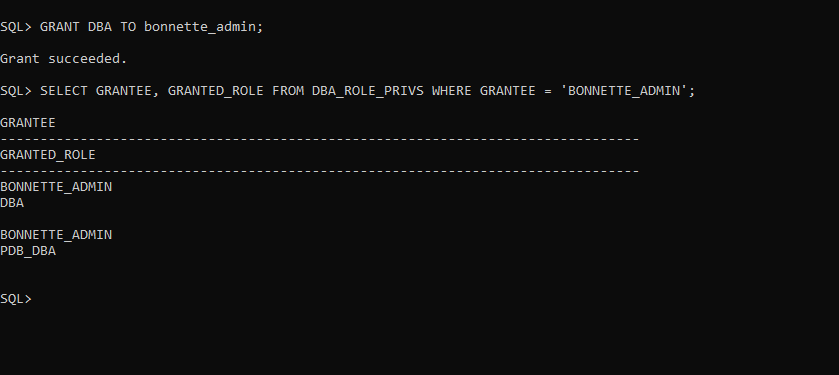 SQL> GRANT DBA TO bonnette_admin;
Grant succeeded.
SQL> SELECT GRANTEE, GRANTED_ROLE FROM DBA_ROLE_PRIVS WHERE GRANTEE = 'BONNETTE_ADMIN';
GRANTEE
--------------------------------------------------------------------------------
GRANTED_ROLE
--------------------------------------------------------------------------------
BONNETTE_ADMIN
DBA
BONNETTE_ADMIN
PDB_DBA
SQL>